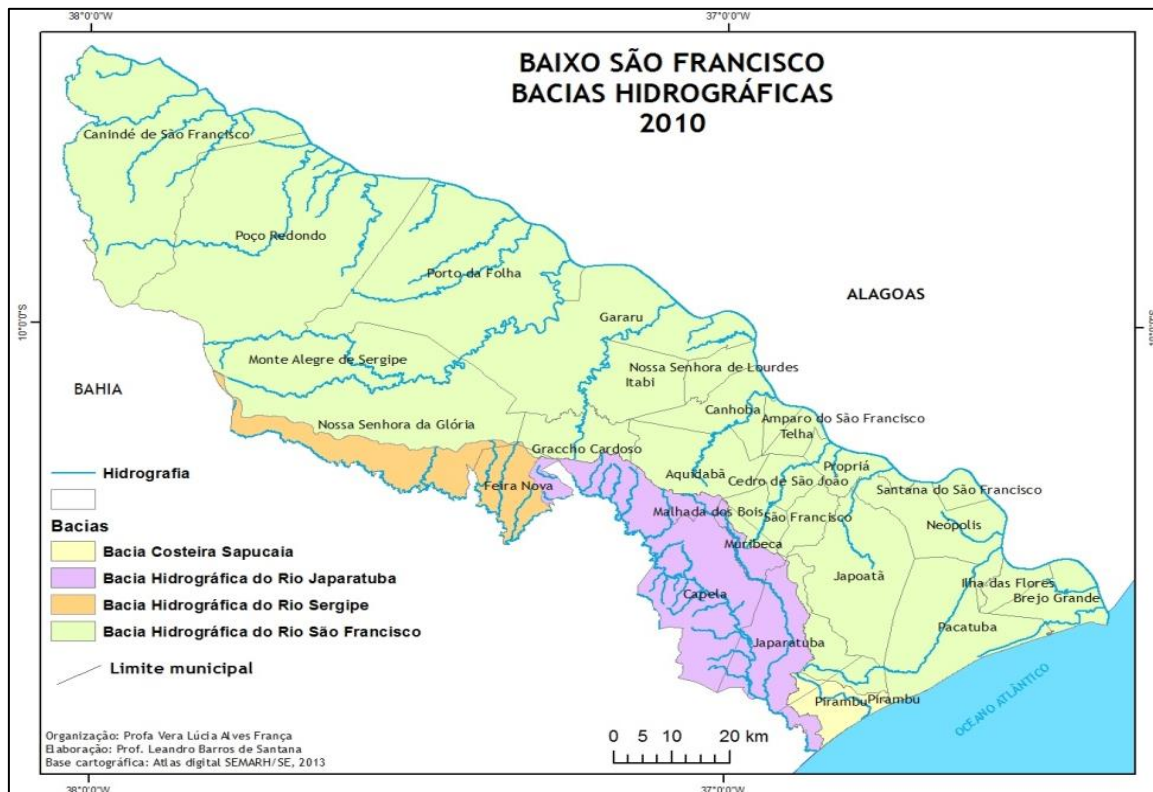 38°0'0"W
37°0'0"W
BAIXO SÃO FRANCISCO
BACIAS HIDROGRÁFICAS
2010
Canindé de São Francisco
Poço Redondo
Porto da Folha
ALAGOAS
10°0'0"S
10°0'0"S
Gararu
Monte Alegre de Sergipe
Nossa Senhora de Lourdes
Itabi
BAHIA
Canhoba
Amparo do São Francisco
Telha
Nossa Senhora da Glória
Graccho Cardoso
Aquidabã
Propriá
Cedro de São João
Feira Nova
Santana do São Francisco
Malhada dos Bois
São Francisco
Neópolis
Muribeca
Japoatã
Ilha das Flores
Brejo Grande
Capela
Pacatuba
Japaratuba
Pirambu
Pirambu
OCEANO ATLÂNTICO
Hidrografia
Bacias
Bacia Costeira Sapucaia
Bacia Hidrográfica do Rio Japaratuba
Bacia Hidrográfica do Rio Sergipe
Bacia Hidrográfica do Rio São Francisco
Limite municipal
Organização: Profa Vera Lúcia Alves França
Elaboração: Prof. Leandro Barros de Santana
Base cartográfica: Atlas digital SEMARH/SE, 2013
0 5 10 20 km
38°0'0"W
37°0'0"W